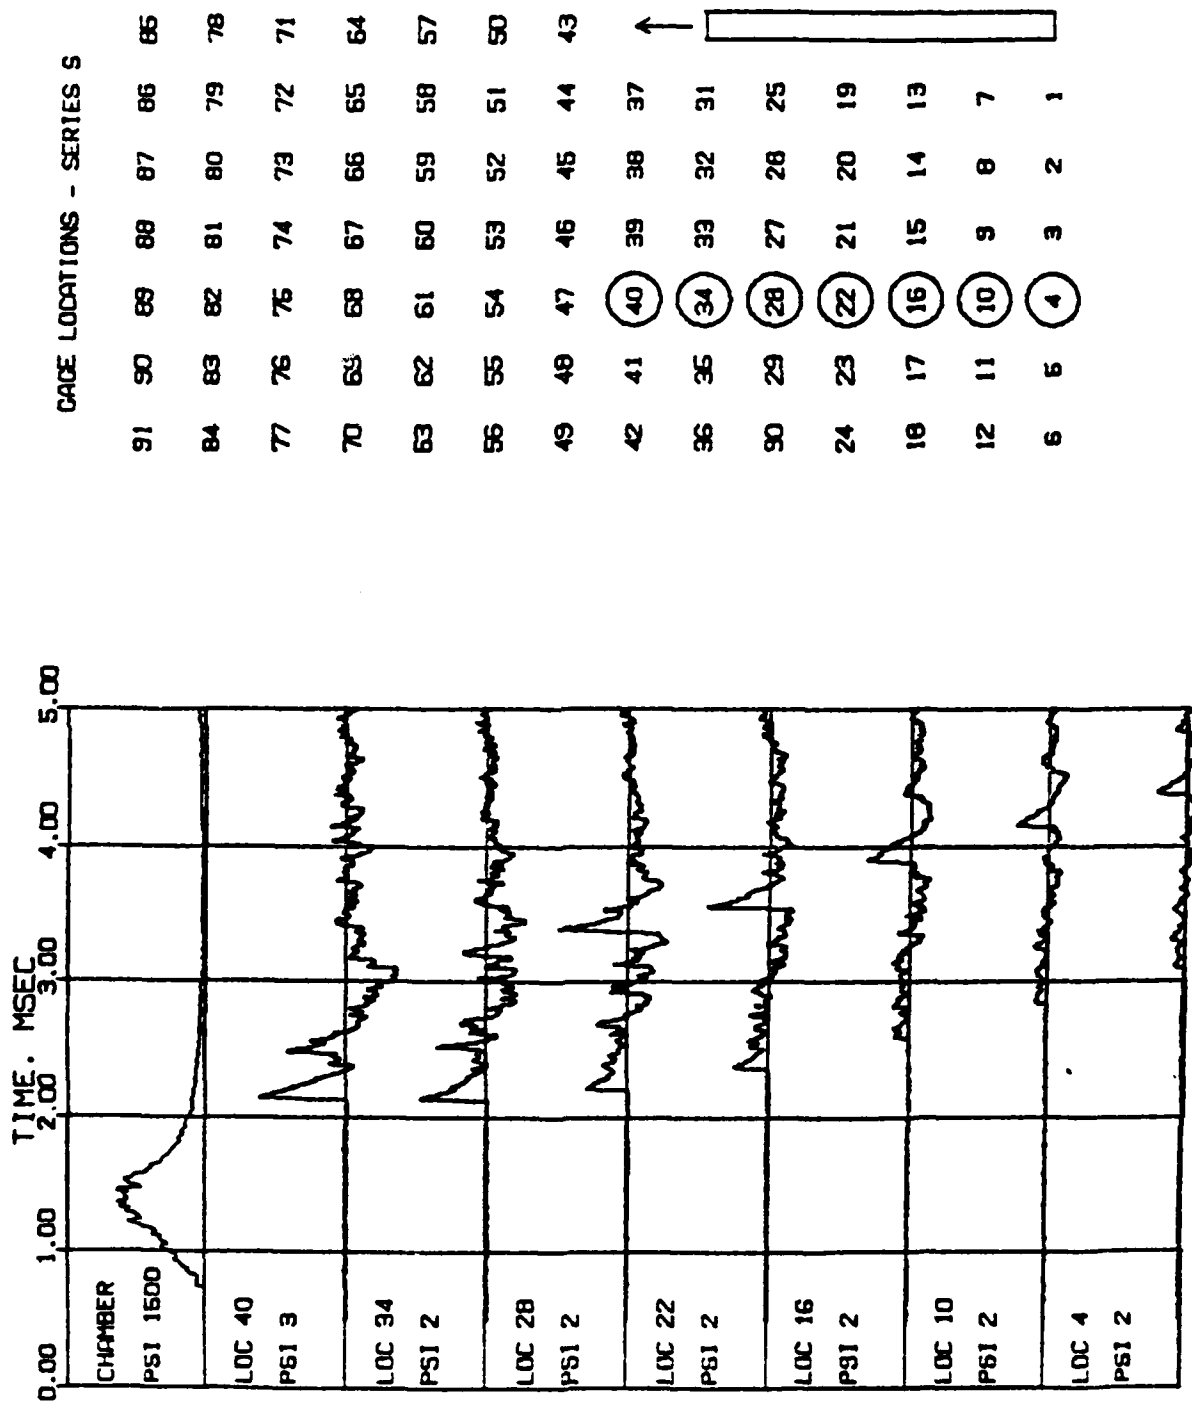 TIME. MSEC
0.00 1.00 2.00 3.00 4.00 5.00
CHAMBER
PSI 1500
LOC 40
PSI 3
LOC 34
PSI 2
LOC 28
PSI 2
LOC 22
PSI 2
LOC 16
PSI 2
LOC 10
PSI 2
LOC 4
PSI 2
GAGE LOCATIONS - SERIES S
91 90 89 88 87 86 85
84 83 82 81 80 79 78
77 76 75 74 73 72 71
70 69 68 67 66 65 64
63 62 61 60 59 58 57
56 55 54 53 52 51 50
49 48 47 46 45 44 43
42 41 40 39 38 37
36 35 34 33 32 31
30 29 28 27 26 25
24 23 22 21 20 19
18 17 16 15 14 13
12 11 10 9 8 7
6 5 4 3 2 1